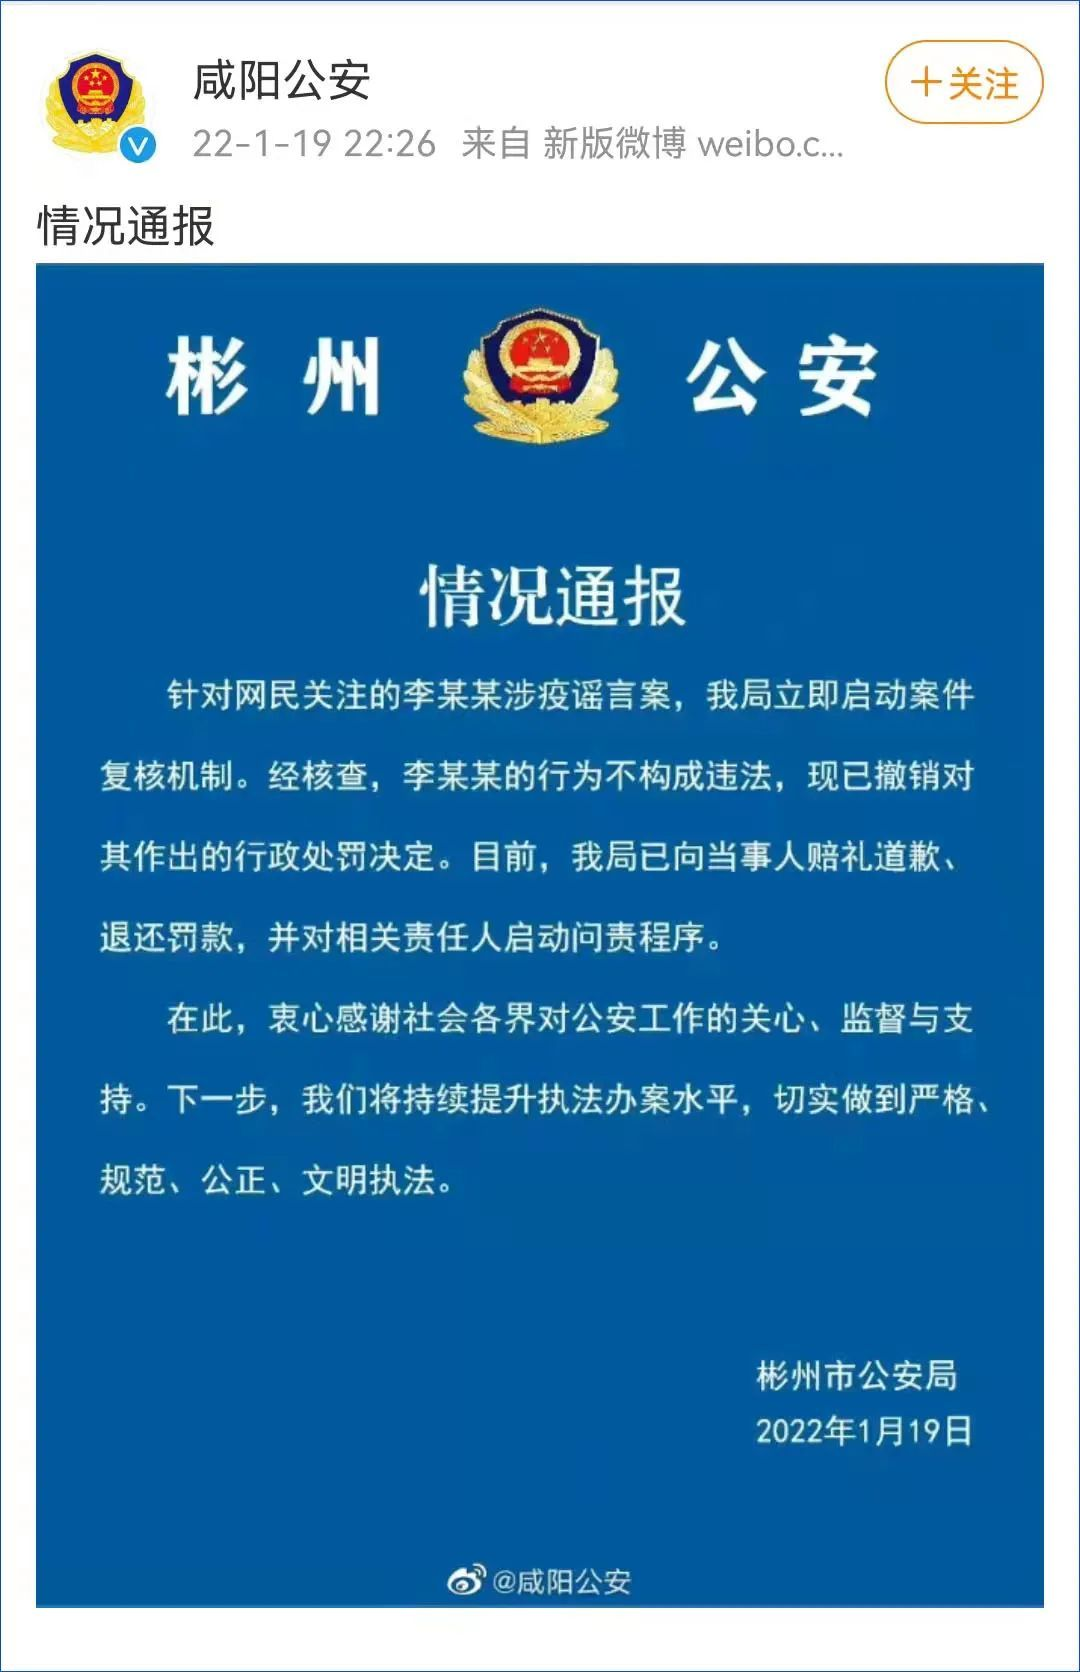 咸阳公安
＋关注
22-1-19 22:26 来自 新版微博 weibo.c...
情况通报
彬州 公安
情况通报
针对网民关注的李某某涉疫谣言案，我局立即启动案件
复核机制。经核查，李某某的行为不构成违法，现已撤销对
其作出的行政处罚决定。目前，我局已向当事人赔礼道歉、
退还罚款，并对相关责任人启动问责程序。
在此，衷心感谢社会各界对公安工作的关心、监督与支
持。下一步，我们将持续提升执法办案水平，切实做到严格、
规范、公正、文明执法。
彬州市公安局
2022年1月19日
@咸阳公安